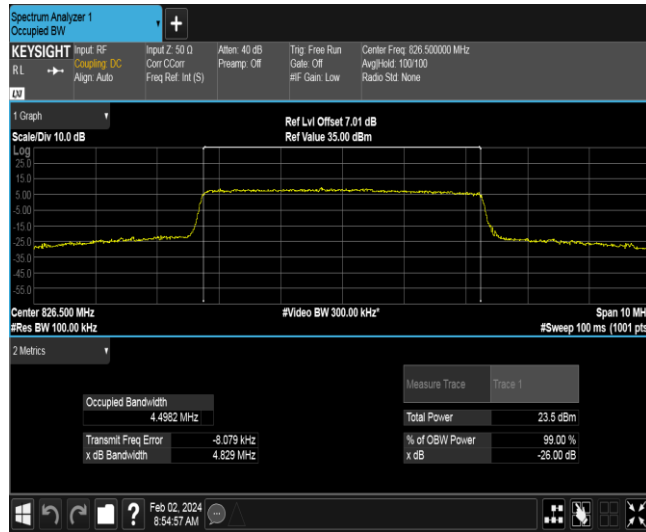 Spectrum Analyzer 1
Occupied BW
+
KEYSIGHT
RL
LXI
Input: RF
Coupling: DC
Align: Auto
Input Z: 50 Ω
Corr CCorr
Freq Ref: Int (S)
Atten: 40 dB
Preamp: Off
Trig: Free Run
Gate: Off
#IF Gain: Low
Center Freq: 826.500000 MHz
Avg|Hold: 100/100
Radio Std: None
1 Graph
Scale/Div 10.0 dB
Ref Lvl Offset 7.01 dB
Ref Value 35.00 dBm
Log
25.0
15.0
5.00
-5.00
-15.0
-25.0
-35.0
-45.0
-55.0
Center 826.500 MHz
#Res BW 100.00 kHz
#Video BW 300.00 kHz*
Span 10 MH
#Sweep 100 ms (1001 pts
2 Metrics
Measure Trace
Trace 1
Occupied Bandwidth
4.4982 MHz
Total Power
23.5 dBm
Transmit Freq Error
-8.079 kHz
% of OBW Power
99.00 %
x dB Bandwidth
4.829 MHz
x dB
-26.00 dB
?
Feb 02, 2024
8:54:57 AM